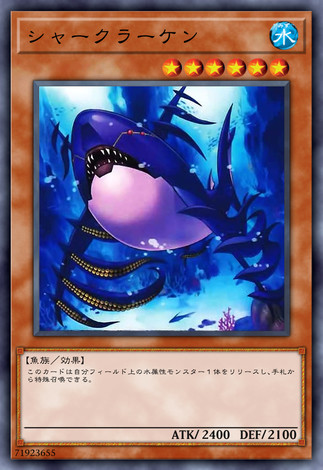 シャークラーケン
水
【魚族／効果】
このカードは自分フィールド上の水属性モンスター１体をリリースし、手札か
ら特殊召喚できる。
ATK/2400 DEF/2100
71923655